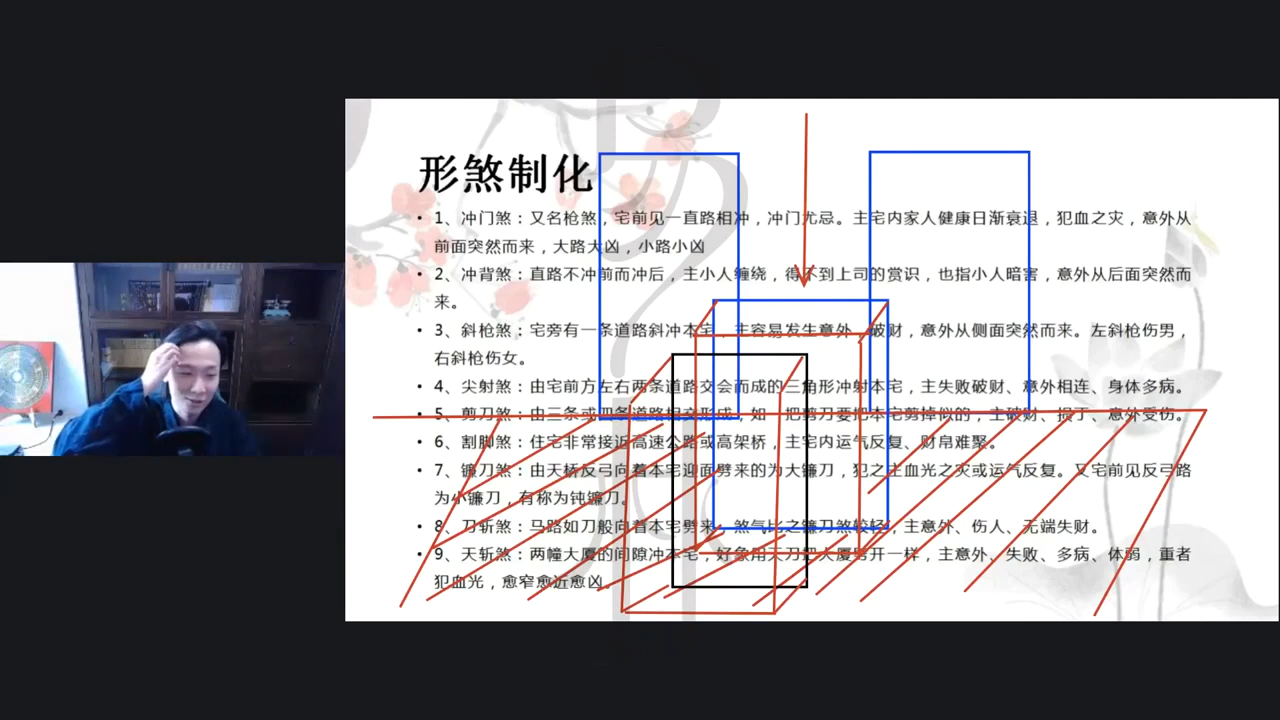 形煞制化
• 1、冲门煞：又名枪煞，宅前见一直路相冲，冲门尤忌。主宅内家人健康日渐衰退，犯血之灾，意外从
前面突然而来，大路大凶，小路小凶
• 2、冲背煞：直路不冲前而冲后，主小人缠绕，得不到上司的赏识，也指小人暗害，意外从后面突然而
来。
• 3、斜枪煞：宅旁有一条道路斜冲本宅，主容易发生意外、破财，意外从侧面突然而来。左斜枪伤男，
右斜枪伤女。
• 4、尖射煞：由宅前方左右两条道路交会而成的三角形冲射本宅，主失败破财、意外相连、身体多病。
• 5、剪刀煞：由三条或四条道路相交形成，如一把剪刀要把本宅剪掉似的，主破财、损丁、意外受伤。
• 6、割脚煞：住宅非常接近高速公路或高架桥，主宅内运气反复、财帛难聚。
• 7、镰刀煞：由天桥反弓向着本宅迎面劈来的为大镰刀，犯之主血光之灾或运气反复。又宅前见反弓路
为小镰刀，有称为钝镰刀。
• 8、刀斩煞：马路如刀般向着本宅劈来，煞气比之镰刀煞较轻，主意外、伤人、无端失财。
• 9、天斩煞：两幢大厦的间隙冲本宅，好象用天刀把大厦劈开一样，主意外、失败、多病、体弱，重者
犯血光，愈窄愈近愈凶